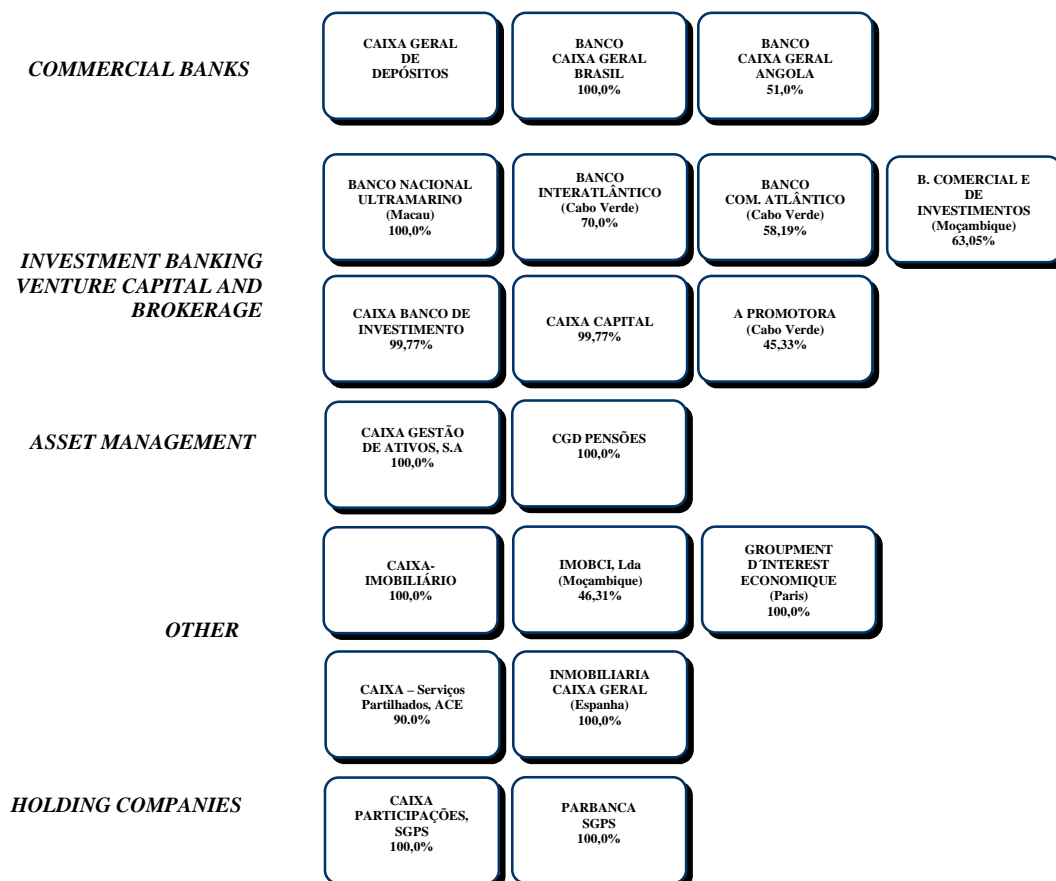 COMMERCIAL BANKS
CAIXA GERAL
DE
DEPÓSITOS
BANCO
CAIXA GERAL
BRASIL
100,0%
BANCO
CAIXA GERAL
ANGOLA
51,0%
BANCO NACIONAL
ULTRAMARINO
(Macau)
100,0%
BANCO
INTERATLÂNTICO
(Cabo Verde)
70,0%
BANCO
COM. ATLÂNTICO
(Cabo Verde)
58,19%
B. COMERCIAL E
DE
INVESTIMENTOS
(Moçambique)
63,05%
INVESTMENT BANKING
VENTURE CAPITAL AND
BROKERAGE
CAIXA BANCO DE
INVESTIMENTO
99,77%
CAIXA CAPITAL
99,77%
A PROMOTORA
(Cabo Verde)
45,33%
ASSET MANAGEMENT
CAIXA GESTÃO
DE ATIVOS, S.A
100,0%
CGD PENSÕES
100,0%
OTHER
CAIXA-
IMOBILIÁRIO
100,0%
IMOBCI, Lda
(Moçambique)
46,31%
GROUPMENT
D´INTEREST
ECONOMIQUE
(Paris)
100,0%
CAIXA – Serviços
Partilhados, ACE
90.0%
INMOBILIARIA
CAIXA GERAL
(Espanha)
100,0%
HOLDING COMPANIES
CAIXA
PARTICIPAÇÕES,
SGPS
100,0%
PARBANCA
SGPS
100,0%